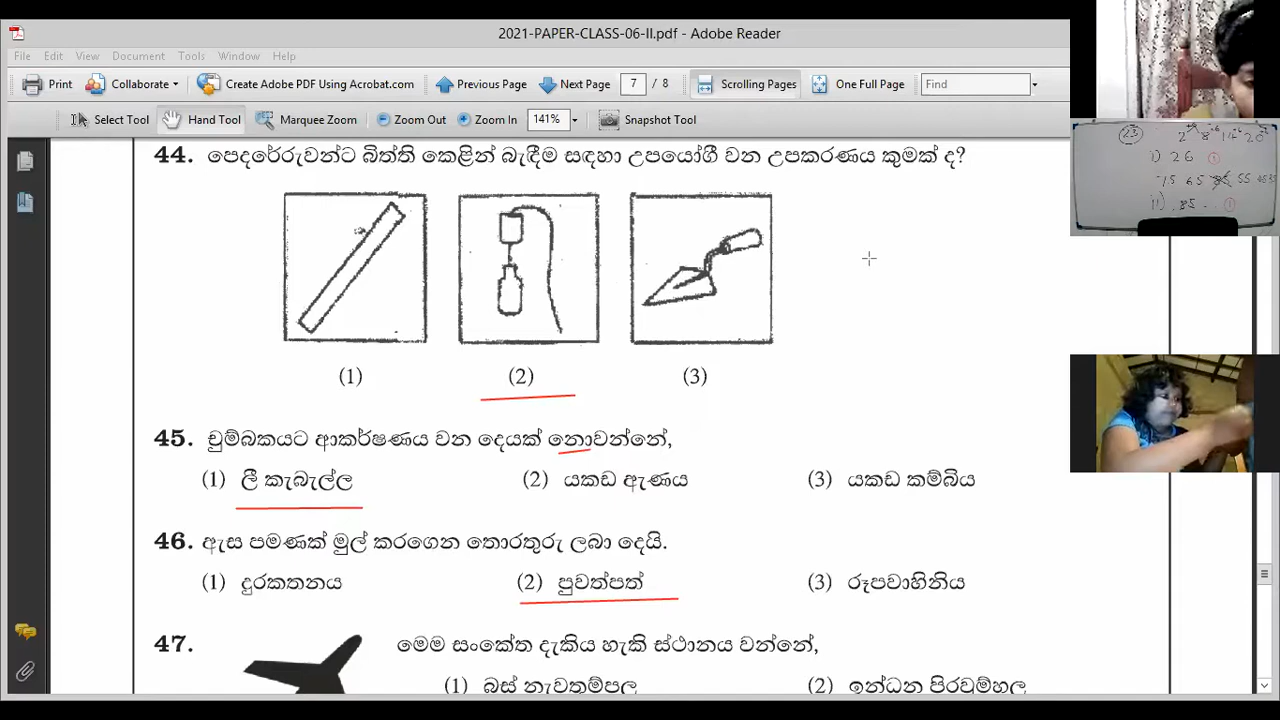 2021-PAPER-CLASS-06-II.pdf - Adobe Reader
File Edit View Document Tools Window Help
Print Collaborate Create Adobe PDF Using Acrobat.com Previous Page Next Page 7 / 8 Scrolling Pages One Full Page Find
Select Tool Hand Tool Marquee Zoom Zoom Out Zoom In 141% Snapshot Tool
44. පෙදරේරුවන්ට බිත්ති කෙළින් බැඳීම සඳහා උපයෝගී වන උපකරණය කුමක් ද?
(1) (2) (3)
45. චුම්බකයට ආකර්ෂණය වන දෙයක් නොවන්නේ,
(1) ලී කැබැල්ල (2) යකඩ ඇණය (3) යකඩ කම්බිය
46. ඇස පමණක් මුල් කරගෙන තොරතුරු ලබා දෙයි.
(1) දුරකතනය (2) පුවත්පත් (3) රූපවාහිනිය
47. මෙම සංකේත දැකිය හැකි ස්ථානය වන්නේ,
(1) බස් නැවතුම්පල (2) ඉන්ධන පිරවුම්හල
23
i) 26
ii) 85